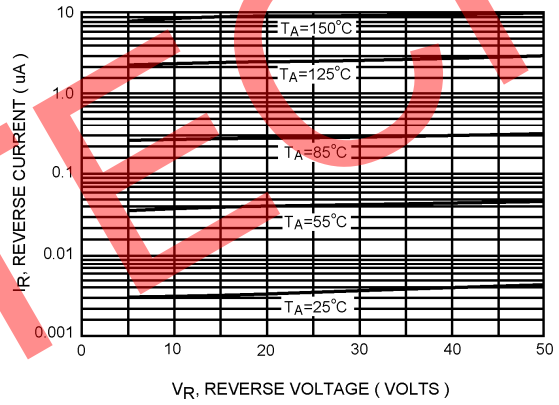 10
1.0
0.1
0.01
0.001
IR, REVERSE CURRENT ( uA )
TA=150°C
TA=125°C
TA=85°C
TA=55°C
TA=25°C
0 10 20 30 40 50
VR, REVERSE VOLTAGE ( VOLTS )